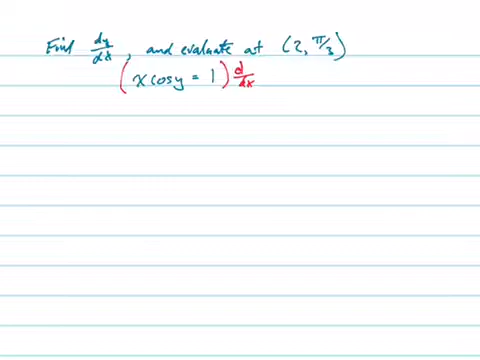 Find dy/dx, and evaluate at (2, π/3)
(x cos y = 1) d/dx